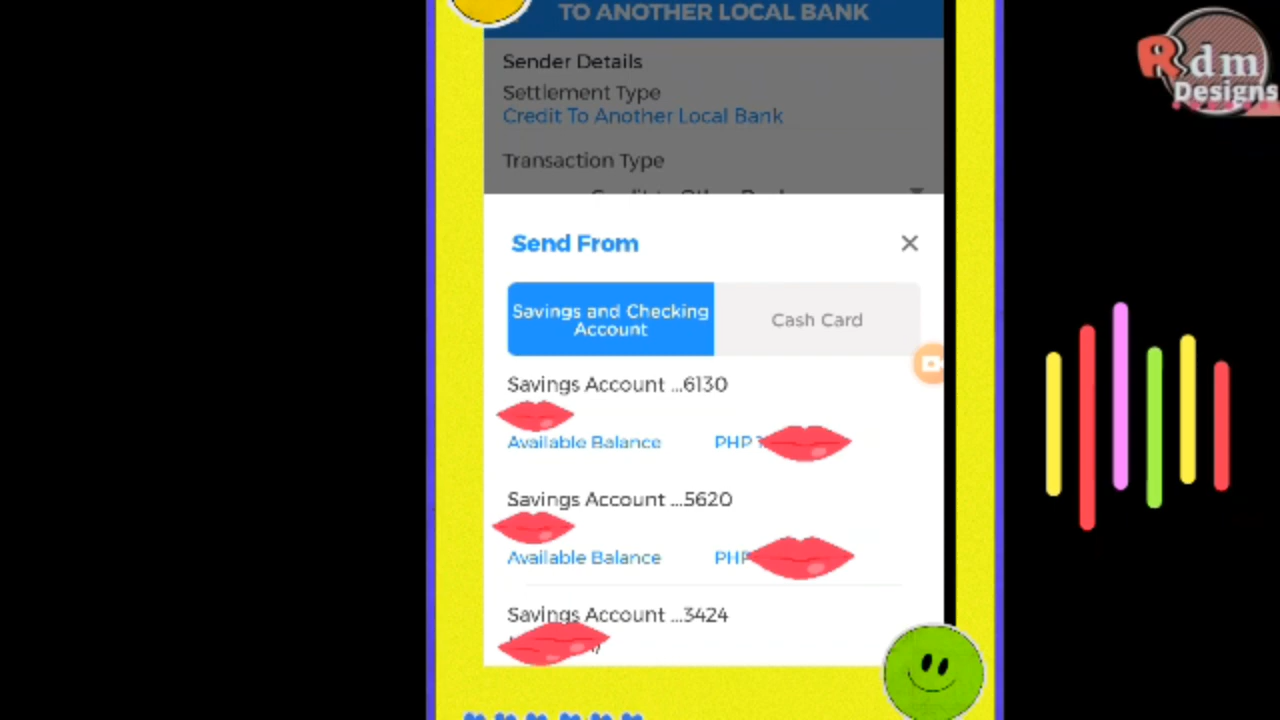 TO ANOTHER LOCAL BANK
Rdm
Designs
Sender Details
Settlement Type
Credit To Another Local Bank
Transaction Type
Send From
Savings and Checking
Account
Cash Card
Savings Account ...6130
Available Balance PHP
Savings Account ...5620
Available Balance PHP
Savings Account ...3424